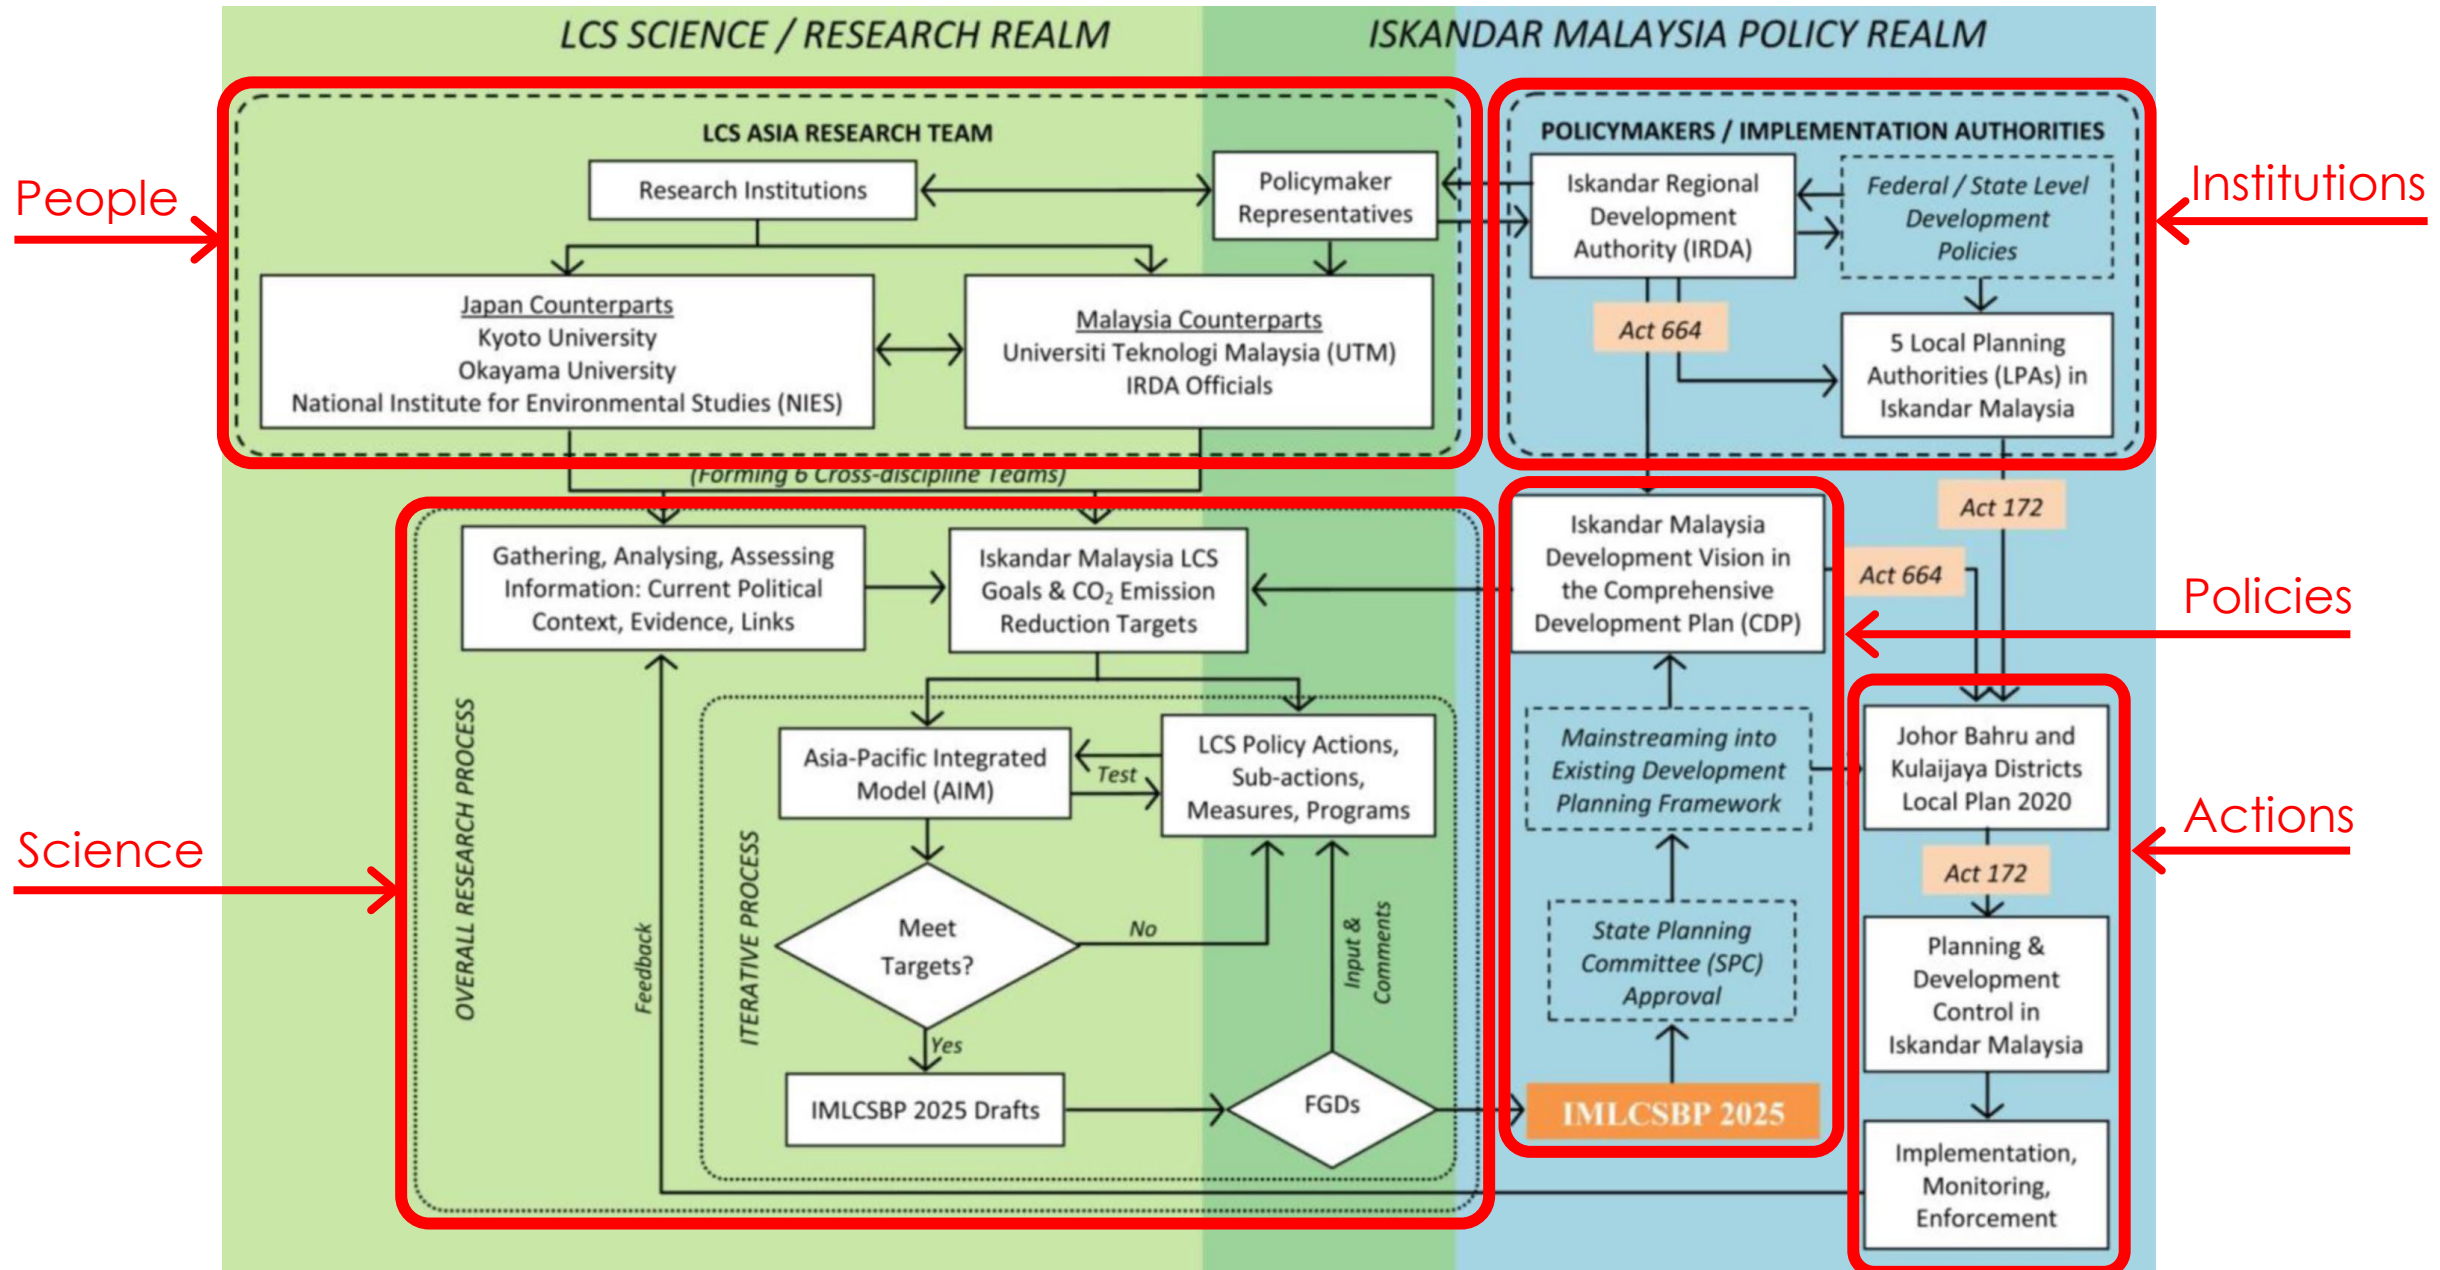 LCS SCIENCE / RESEARCH REALM
ISKANDAR MALAYSIA POLICY REALM
People
LCS ASIA RESEARCH TEAM
Research Institutions
Policymaker
Representatives
Japan Counterparts
Kyoto University
Okayama University
National Institute for Environmental Studies (NIES)
Malaysia Counterparts
Universiti Teknologi Malaysia (UTM)
IRDA Officials
(Forming 6 Cross-discipline Teams)
POLICYMAKERS / IMPLEMENTATION AUTHORITIES
Iskandar Regional
Development
Authority (IRDA)
Federal / State Level
Development
Policies
Act 664
5 Local Planning
Authorities (LPAs) in
Iskandar Malaysia
Institutions
Act 172
Science
OVERALL RESEARCH PROCESS
Gathering, Analysing, Assessing
Information: Current Political
Context, Evidence, Links
Iskandar Malaysia LCS
Goals & CO₂ Emission
Reduction Targets
Feedback
ITERATIVE PROCESS
Asia-Pacific Integrated
Model (AIM)
Test
LCS Policy Actions,
Sub-actions,
Measures, Programs
Meet
Targets?
No
Yes
Input &
Comments
IMLCSBP 2025 Drafts
FGDs
Iskandar Malaysia
Development Vision in
the Comprehensive
Development Plan (CDP)
Act 664
Policies
Mainstreaming into
Existing Development
Planning Framework
State Planning
Committee (SPC)
Approval
IMLCSBP 2025
Johor Bahru and
Kulaijaya Districts
Local Plan 2020
Actions
Act 172
Planning &
Development
Control in
Iskandar Malaysia
Implementation,
Monitoring,
Enforcement